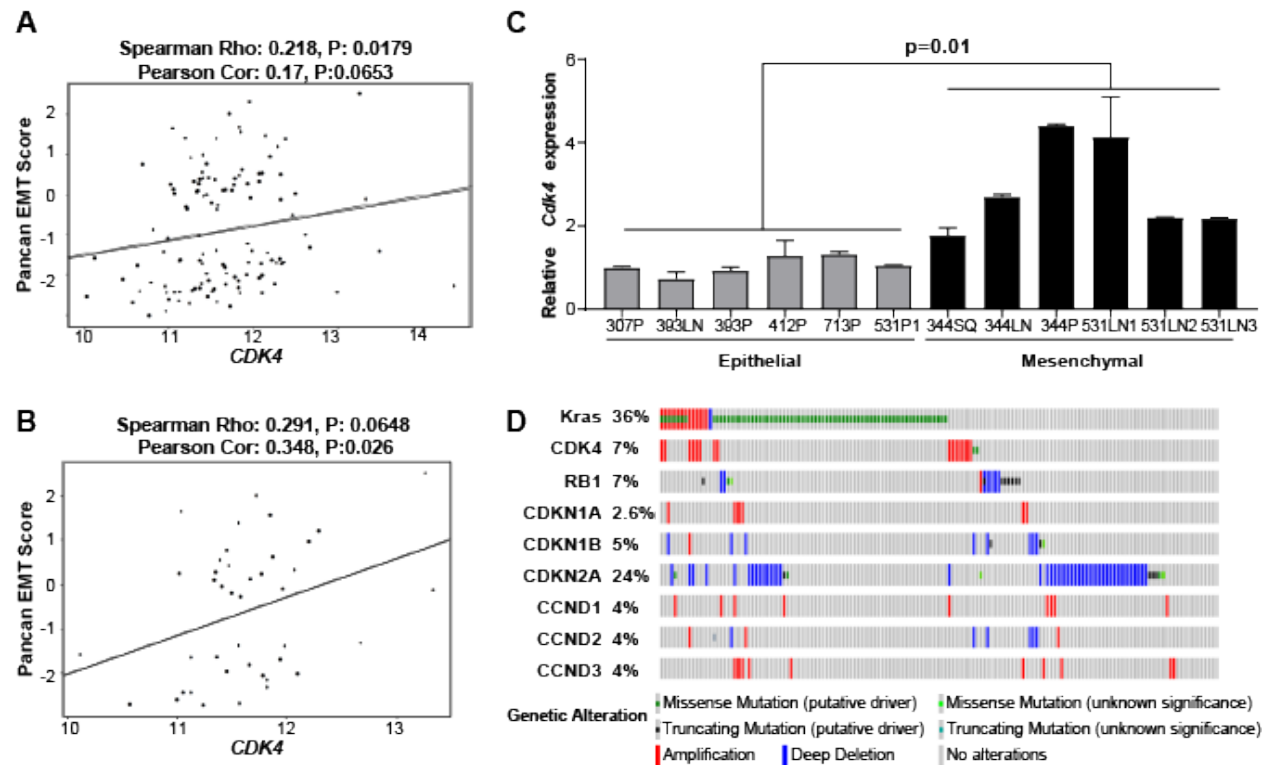 A
Spearman Rho: 0.218, P: 0.0179
Pearson Cor: 0.17, P:0.0653
Pancan EMT Score
2
1
0
-1
-2
10 11 12 13 14
CDK4
B
Spearman Rho: 0.291, P: 0.0648
Pearson Cor: 0.348, P:0.026
Pancan EMT Score
2
1
0
-1
-2
10 11 12 13
CDK4
C
p=0.01
Relative Cdk4 expression
6
4
2
0
307P 393LN 393P 412P 713P 531P1 344SQ 344LN 344P 531LN1 531LN2 531LN3
Epithelial Mesenchymal
D
Kras 36%
CDK4 7%
RB1 7%
CDKN1A 2.6%
CDKN1B 5%
CDKN2A 24%
CCND1 4%
CCND2 4%
CCND3 4%
Genetic Alteration
Missense Mutation (putative driver) Missense Mutation (unknown significance)
Truncating Mutation (putative driver) Truncating Mutation (unknown significance)
Amplification Deep Deletion No alterations